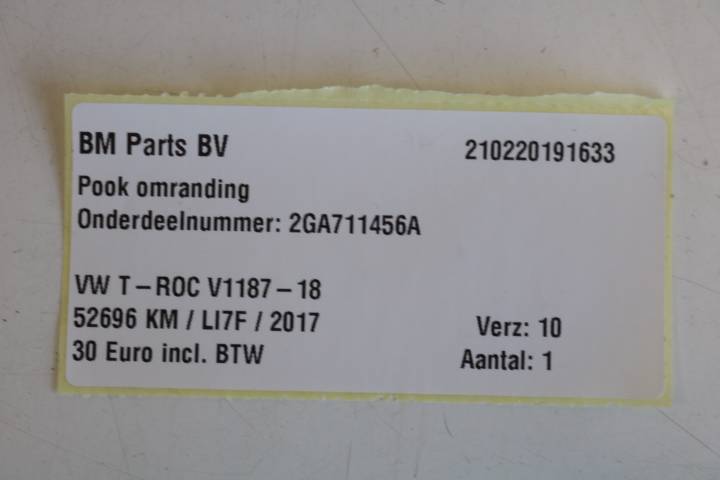 BM Parts BV 210220191633
Pook omranding
Onderdeelnummer: 2GA711456A
VW T-ROC V1187-18
52696 KM / LI7F / 2017 Verz: 10
30 Euro incl. BTW Aantal: 1